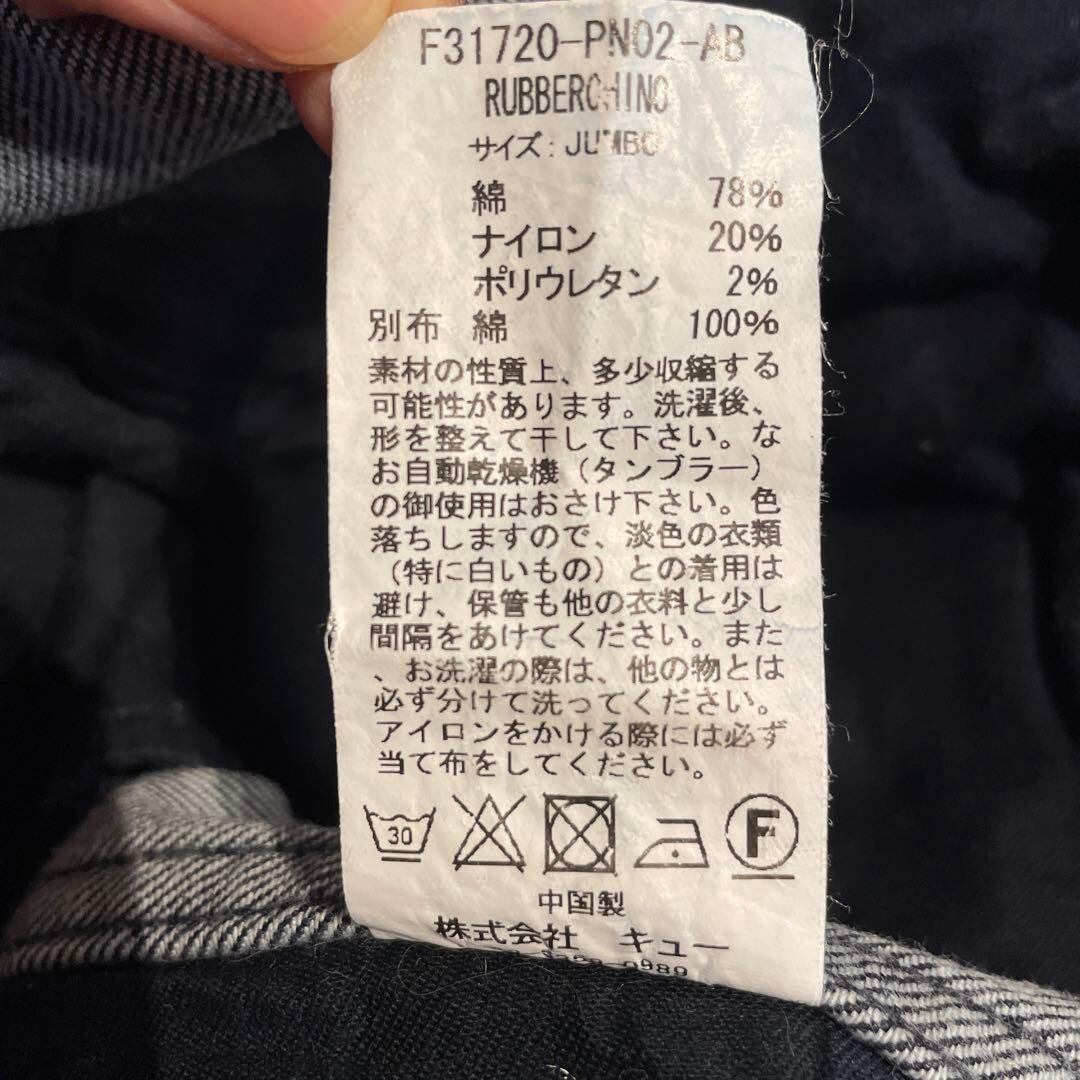 F31720-PN02-AB
RUBBERCHINO
サイズ: JUMBO
綿 78%
ナイロン 20%
ポリウレタン 2%
別布 綿 100%
素材の性質上、多少収縮する
可能性があります。洗濯後、
形を整えて干して下さい。な
お自動乾燥機(タンブラー)
の御使用はおさけ下さい。色
落ちしますので、淡色の衣類
(特に白いもの)との着用は
避け、保管も他の衣料と少し
間隔をあけてください。また
、お洗濯の際は、他の物とは
必ず分けて洗ってください。
アイロンをかける際には必ず
当て布をしてください。
30 F
中国製
株式会社 キュー